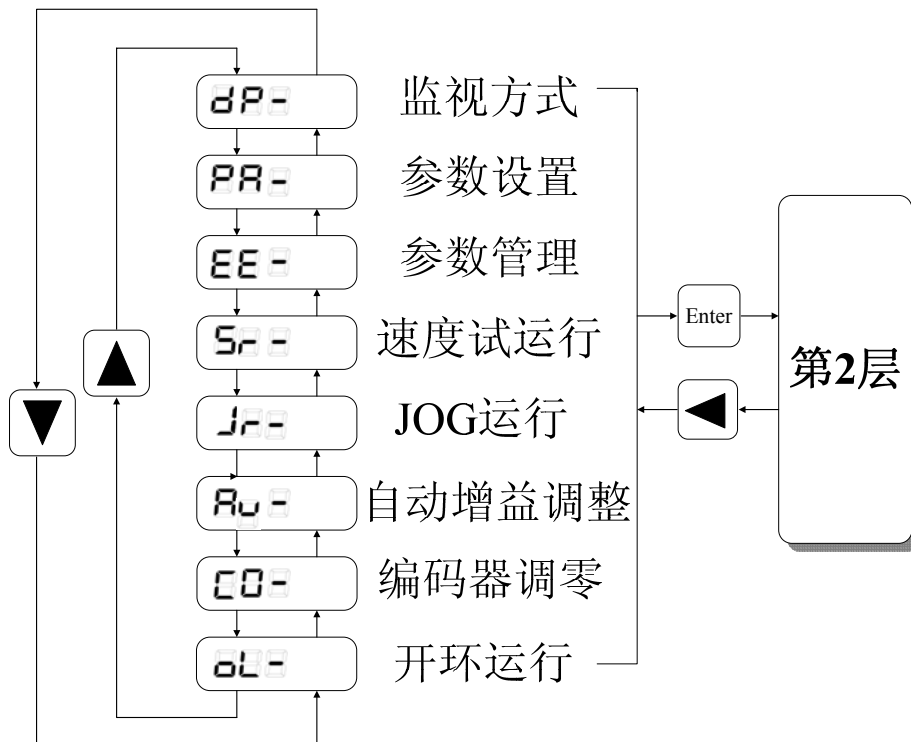 dP-
监视方式
PA-
参数设置
EE-
参数管理
Sr-
速度试运行
Enter
第2层
Jr-
JOG运行
Au-
自动增益调整
CO-
编码器调零
oL-
开环运行